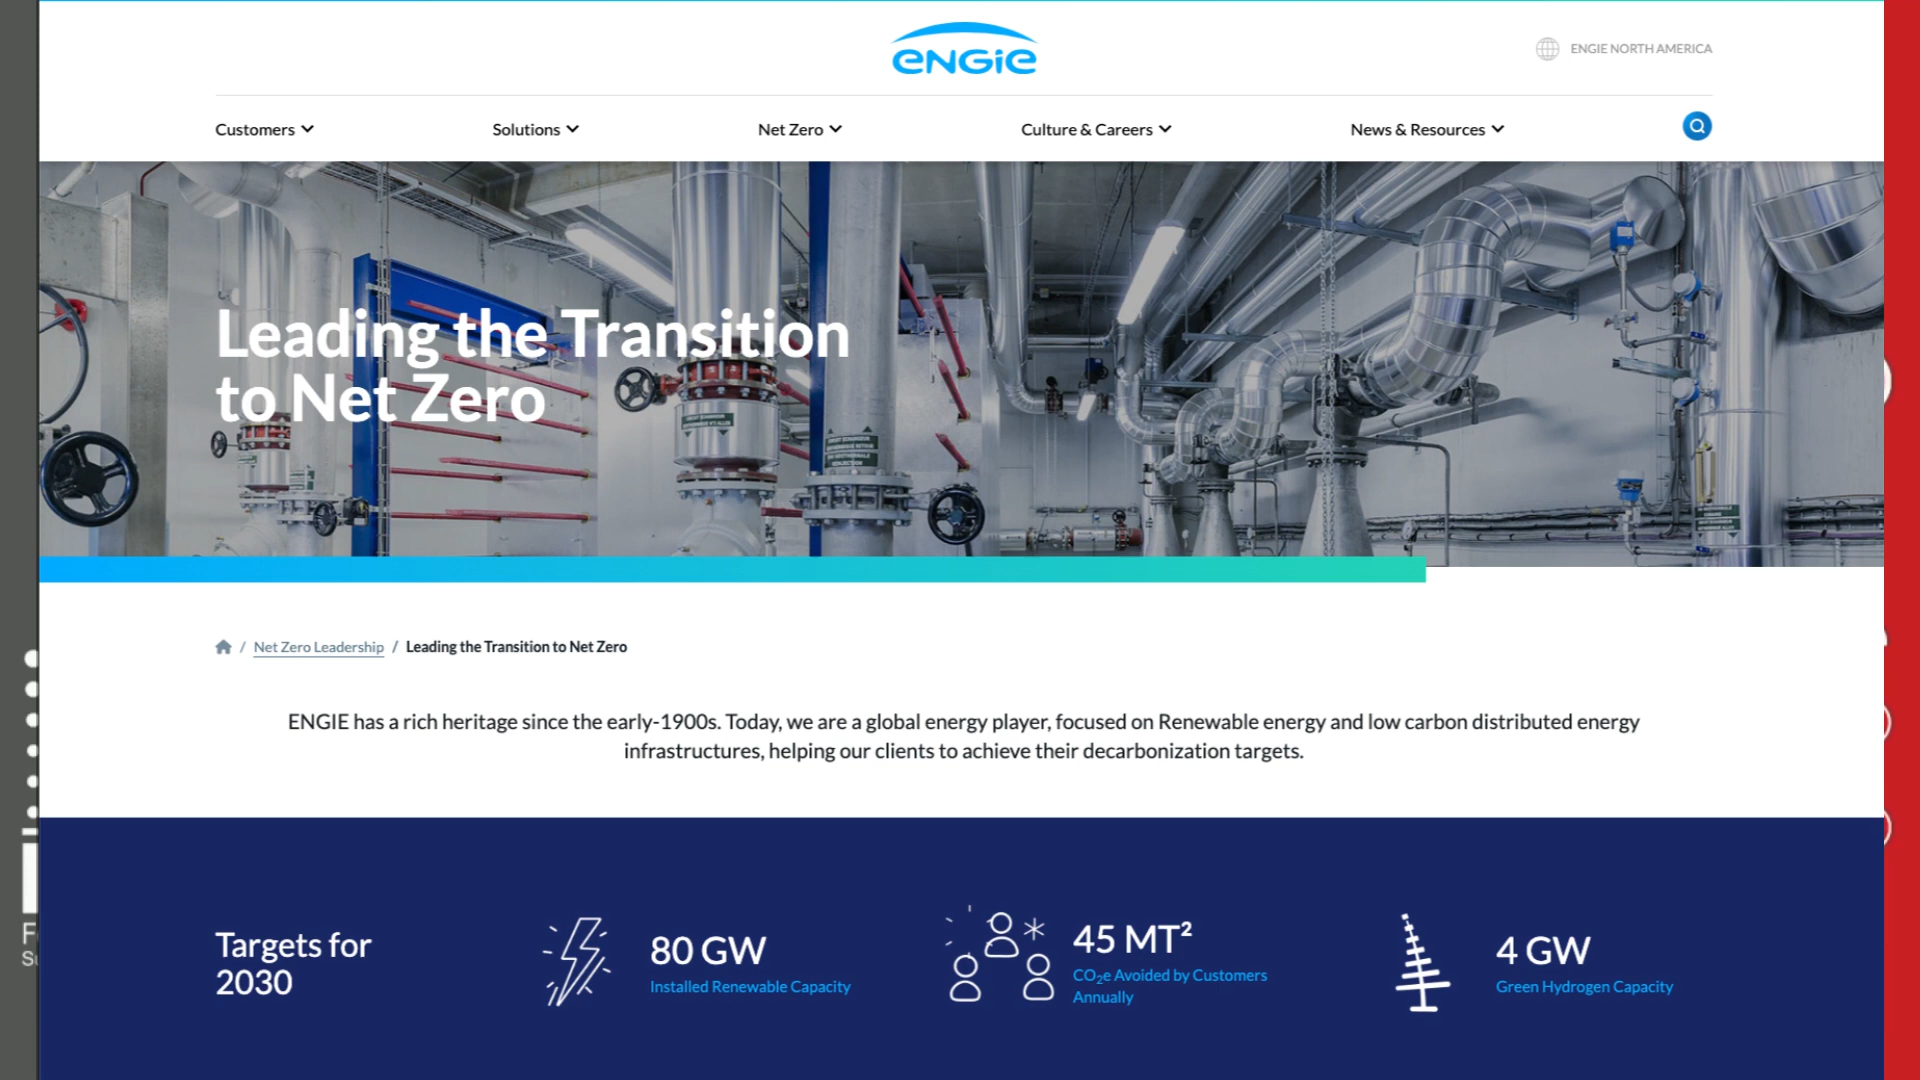 ENGIE
ENGIE NORTH AMERICA
Customers
Solutions
Net Zero
Culture & Careers
News & Resources
Leading the Transition
to Net Zero
/ Net Zero Leadership / Leading the Transition to Net Zero
ENGIE has a rich heritage since the early-1900s. Today, we are a global energy player, focused on Renewable energy and low carbon distributed energy
infrastructures, helping our clients to achieve their decarbonization targets.
Targets for
2030
80 GW
Installed Renewable Capacity
45 MT²
CO₂e Avoided by Customers
Annually
4 GW
Green Hydrogen Capacity